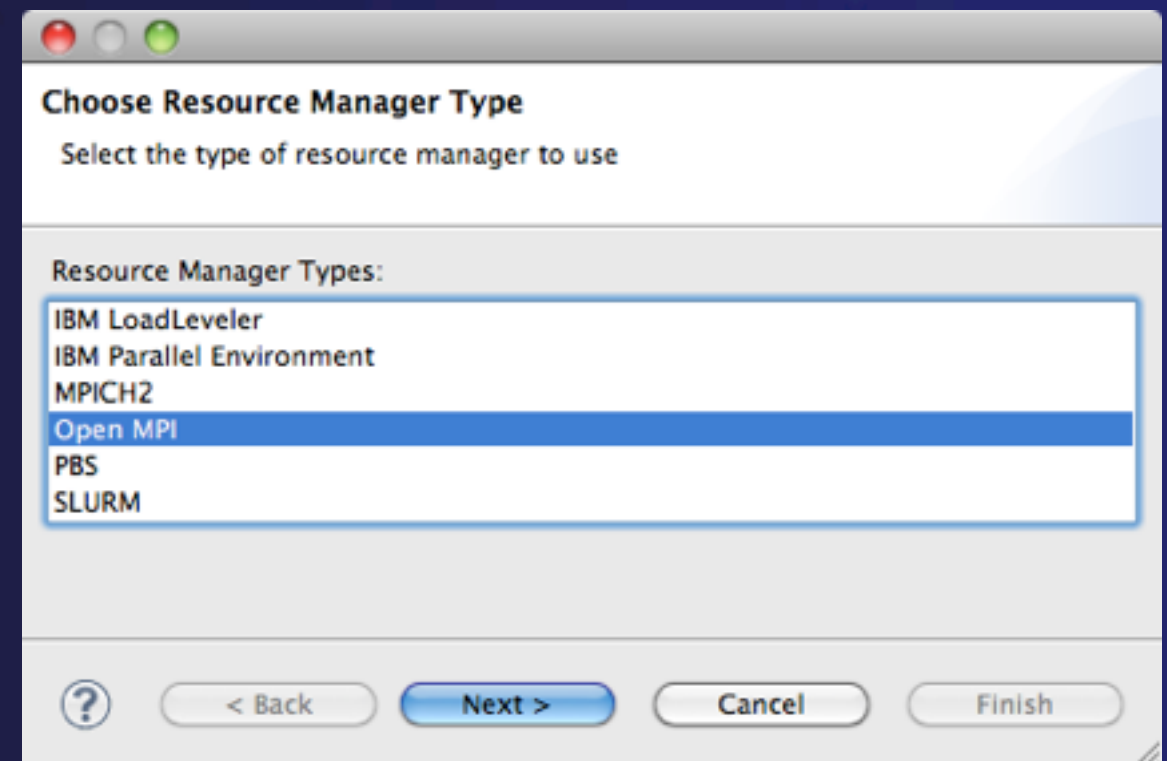 Choose Resource Manager Type
Select the type of resource manager to use
Resource Manager Types:
IBM LoadLeveler
IBM Parallel Environment
MPICH2
Open MPI
PBS
SLURM
? < Back Next > Cancel Finish